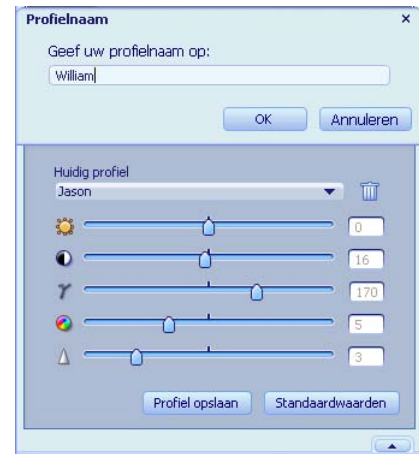 Profielnaam
Geef uw profielnaam op:
William
OK Annuleren
Huidig profiel
Jason
0
16
170
5
3
Profiel opslaan Standaardwaarden